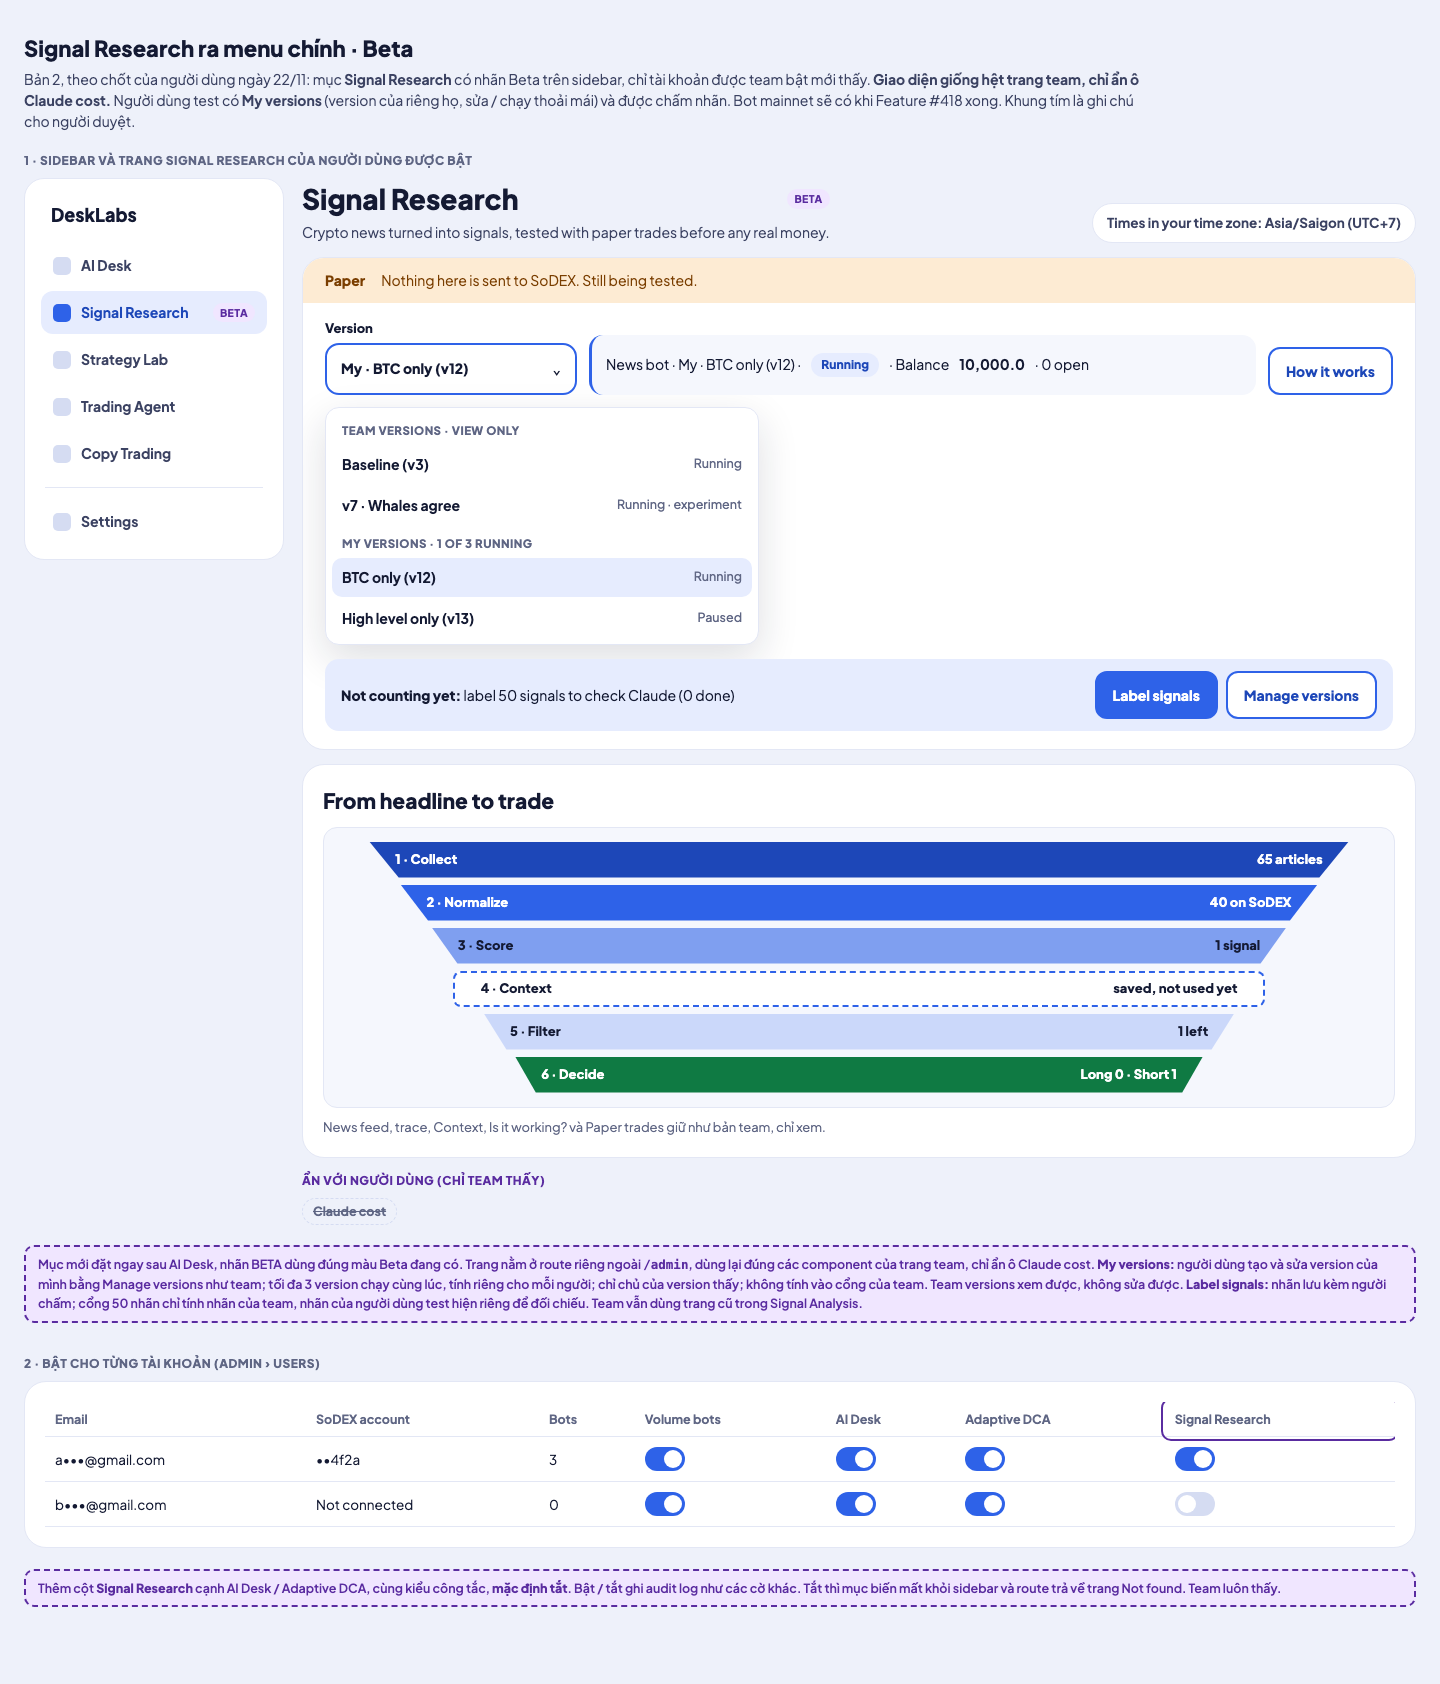 Signal Research ra menu chính · Beta
Bản 2, theo chốt của người dùng ngày 22/11: mục Signal Research có nhãn Beta trên sidebar, chỉ tài khoản được team bật mới thấy. Giao diện giống hệt trang team, chỉ ẩn ô
Claude cost. Người dùng test có My versions (version của riêng họ, sửa / chạy thoải mái) và được chấm nhãn. Bot mainnet sẽ có khi Feature #418 xong. Khung tím là ghi chú
cho người duyệt.
1 · SIDEBAR VÀ TRANG SIGNAL RESEARCH CỦA NGƯỜI DÙNG ĐƯỢC BẬT
DeskLabs
AI Desk
Signal Research BETA
Strategy Lab
Trading Agent
Copy Trading
Settings
Signal Research BETA
Crypto news turned into signals, tested with paper trades before any real money.
Times in your time zone: Asia/Saigon (UTC+7)
Paper Nothing here is sent to SoDEX. Still being tested.
Version
My · BTC only (v12)
News bot · My · BTC only (v12) · Running · Balance 10,000.0 · 0 open
How it works
TEAM VERSIONS · VIEW ONLY
Baseline (v3) Running
v7 · Whales agree Running · experiment
MY VERSIONS · 1 OF 3 RUNNING
BTC only (v12) Running
High level only (v13) Paused
Not counting yet: label 50 signals to check Claude (0 done)
Label signals
Manage versions
From headline to trade
1 · Collect 65 articles
2 · Normalize 40 on SoDEX
3 · Score 1 signal
4 · Context saved, not used yet
5 · Filter 1 left
6 · Decide Long 0 · Short 1
News feed, trace, Context, Is it working? và Paper trades giữ như bản team, chỉ xem.
ẨN VỚI NGƯỜI DÙNG (CHỈ TEAM THẤY)
Claude cost
Mục mới đặt ngay sau AI Desk, nhãn BETA dùng đúng màu Beta đang có. Trang nằm ở route riêng ngoài /admin, dùng lại đúng các component của trang team, chỉ ẩn ô Claude cost. My versions: người dùng tạo và sửa version của
mình bằng Manage versions như team; tối đa 3 version chạy cùng lúc, tính riêng cho mỗi người; chỉ chủ của version thấy; không tính vào cổng của team. Team versions xem được, không sửa được. Label signals: nhãn lưu kèm người
chấm; cổng 50 nhãn chỉ tính nhãn của team, nhãn của người dùng test hiện riêng để đối chiếu. Team vẫn dùng trang cũ trong Signal Analysis.
2 · BẬT CHO TỪNG TÀI KHOẢN (ADMIN › USERS)
Email SoDEX account Bots Volume bots AI Desk Adaptive DCA Signal Research
a•••@gmail.com ••4f2a 3
b•••@gmail.com Not connected 0
Thêm cột Signal Research cạnh AI Desk / Adaptive DCA, cùng kiểu công tắc, mặc định tắt. Bật / tắt ghi audit log như các cờ khác. Tắt thì mục biến mất khỏi sidebar và route trả về trang Not found. Team luôn thấy.